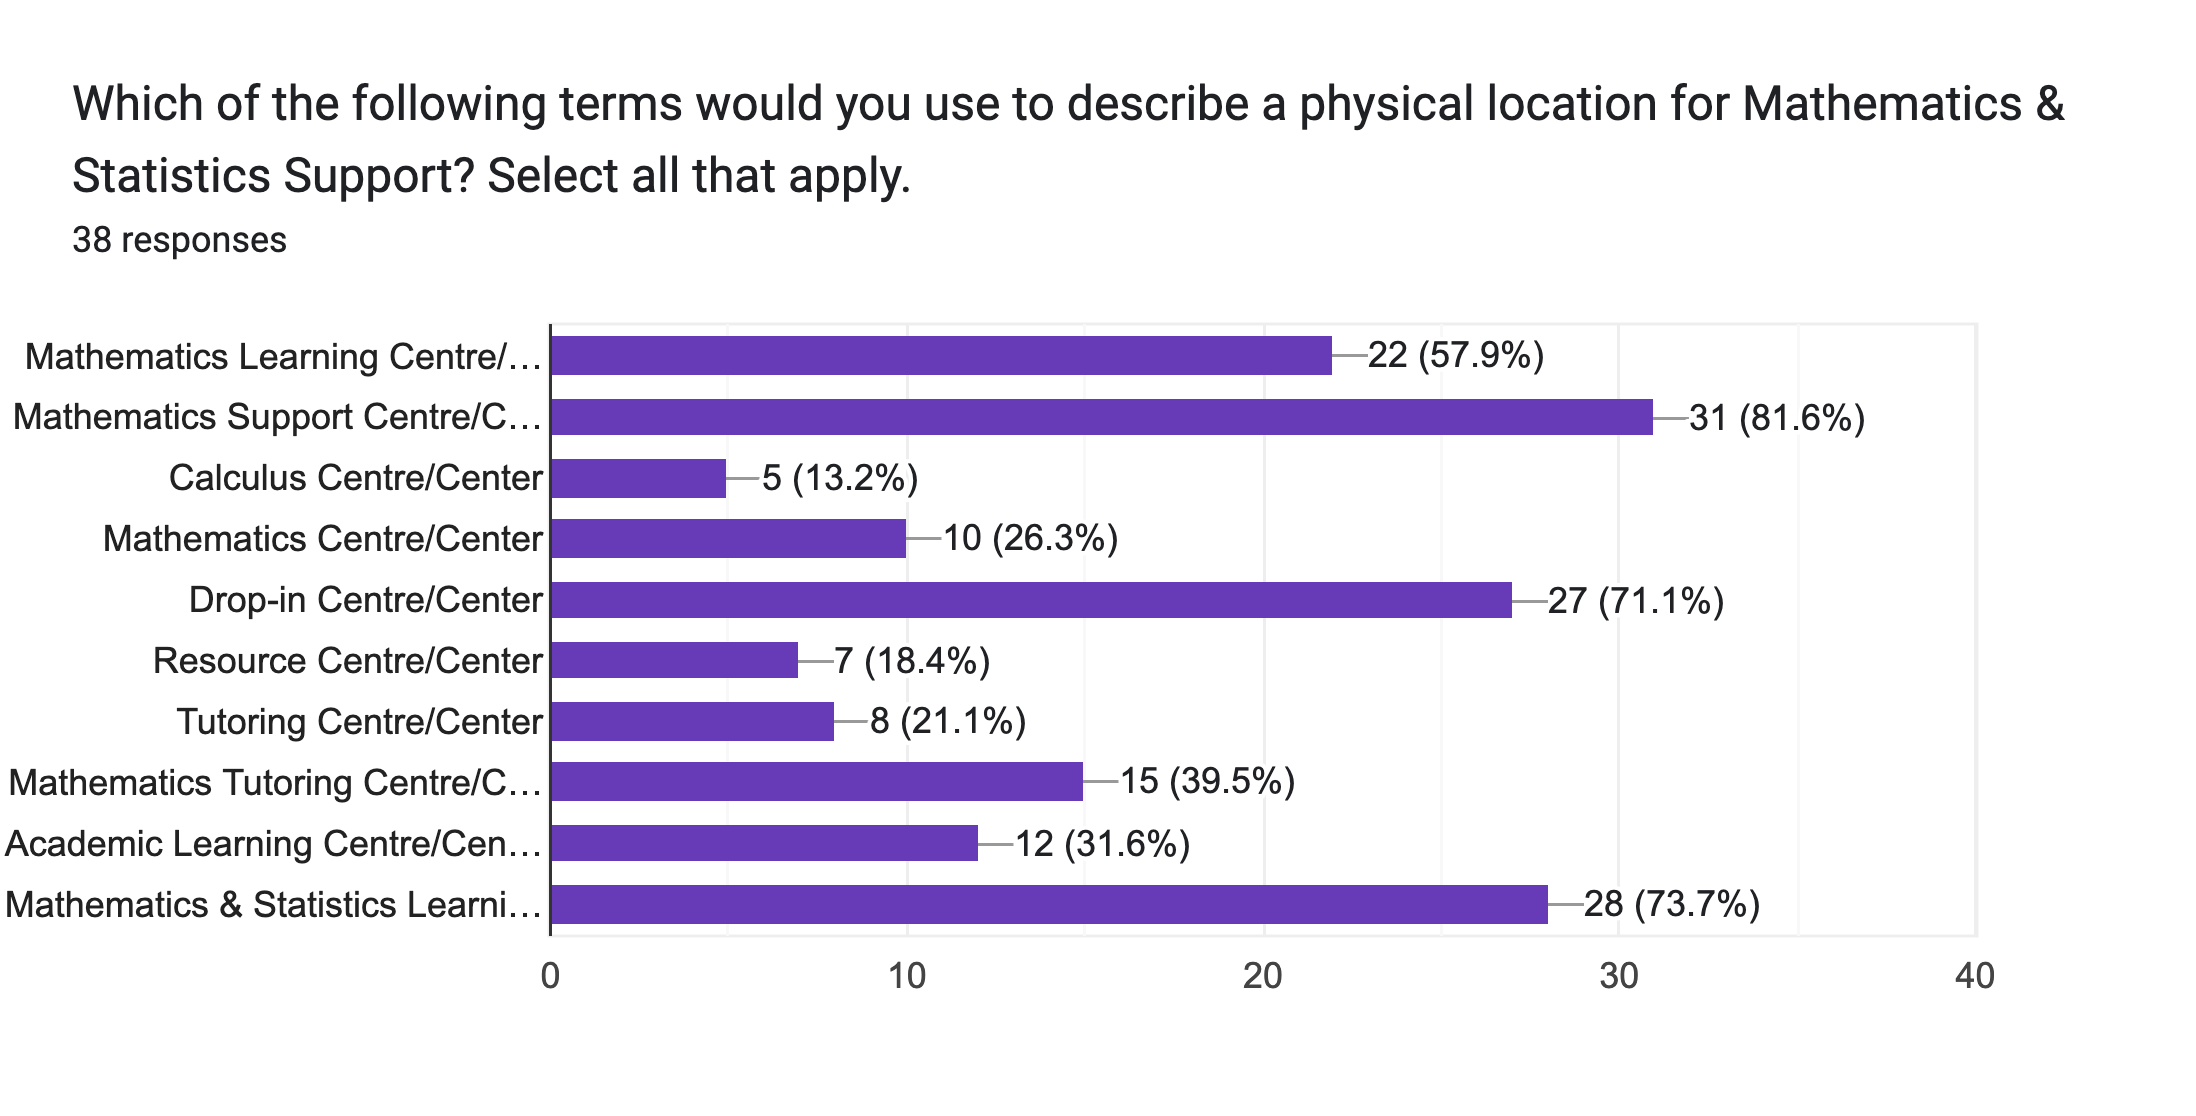 Which of the following terms would you use to describe a physical location for Mathematics &
Statistics Support? Select all that apply.
38 responses
Mathematics Learning Centre/… 22 (57.9%)
Mathematics Support Centre/C… 31 (81.6%)
Calculus Centre/Center 5 (13.2%)
Mathematics Centre/Center 10 (26.3%)
Drop-in Centre/Center 27 (71.1%)
Resource Centre/Center 7 (18.4%)
Tutoring Centre/Center 8 (21.1%)
Mathematics Tutoring Centre/C… 15 (39.5%)
Academic Learning Centre/Cen… 12 (31.6%)
Mathematics & Statistics Learni… 28 (73.7%)
0 10 20 30 40